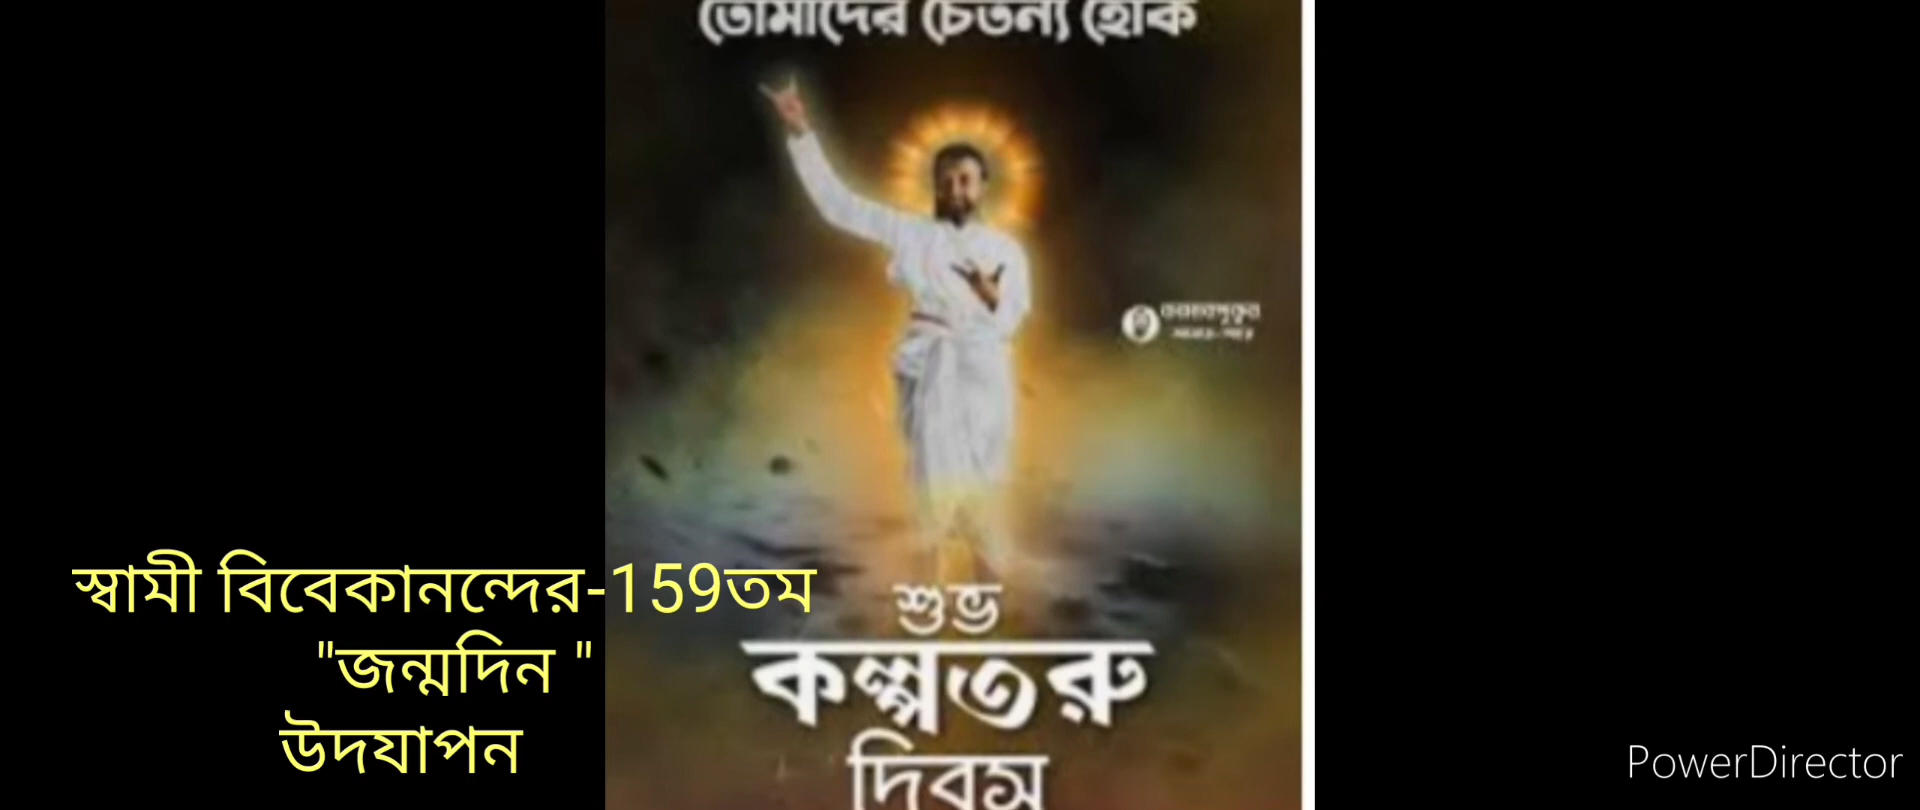 তোমাদের চৈতন্য হোক
স্বামী বিবেকানন্দের-159তম
"জন্মদিন "
উদযাপন
শুভ
কল্পতরু
দিবস
PowerDirector